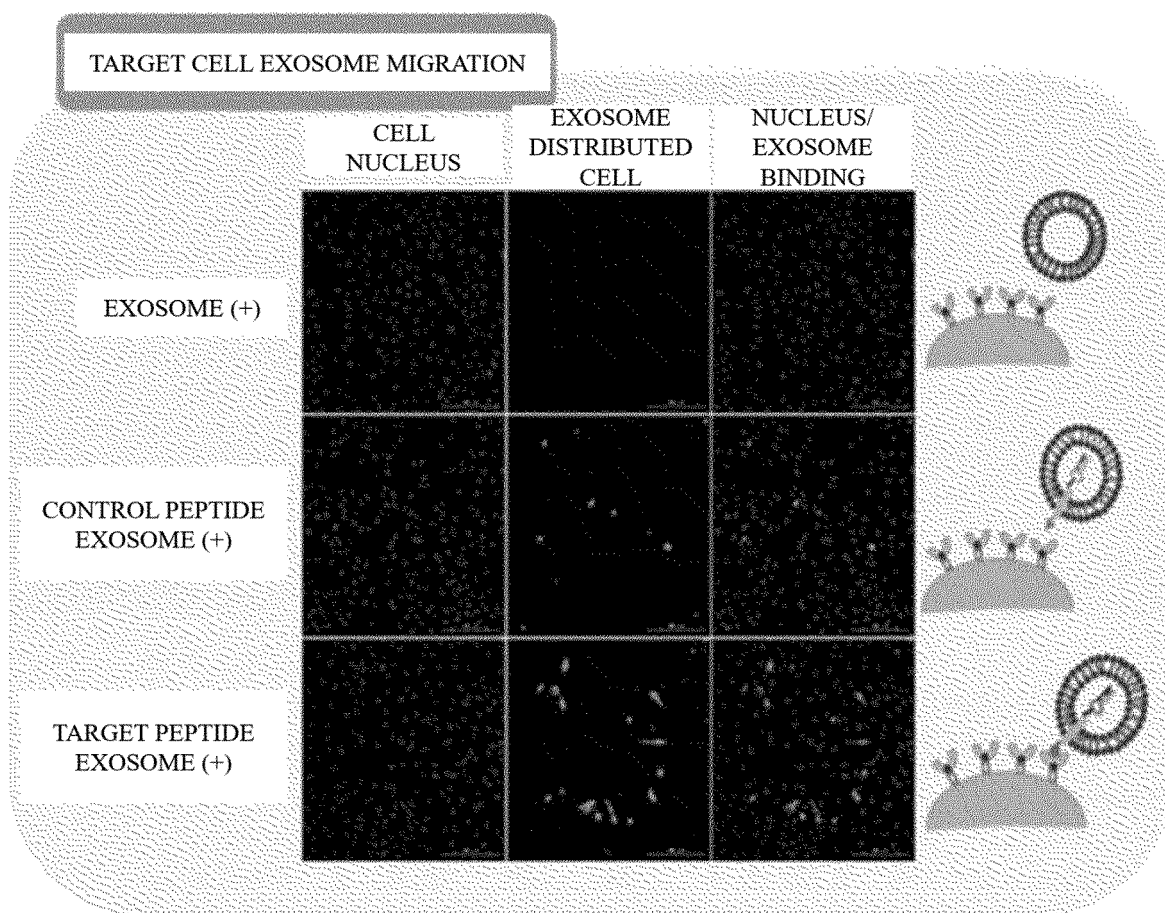 TARGET CELL EXOSOME MIGRATION
CELL
NUCLEUS
EXOSOME
DISTRIBUTED
CELL
NUCLEUS/
EXOSOME
BINDING
EXOSOME (+)
CONTROL PEPTIDE
EXOSOME (+)
TARGET PEPTIDE
EXOSOME (+)